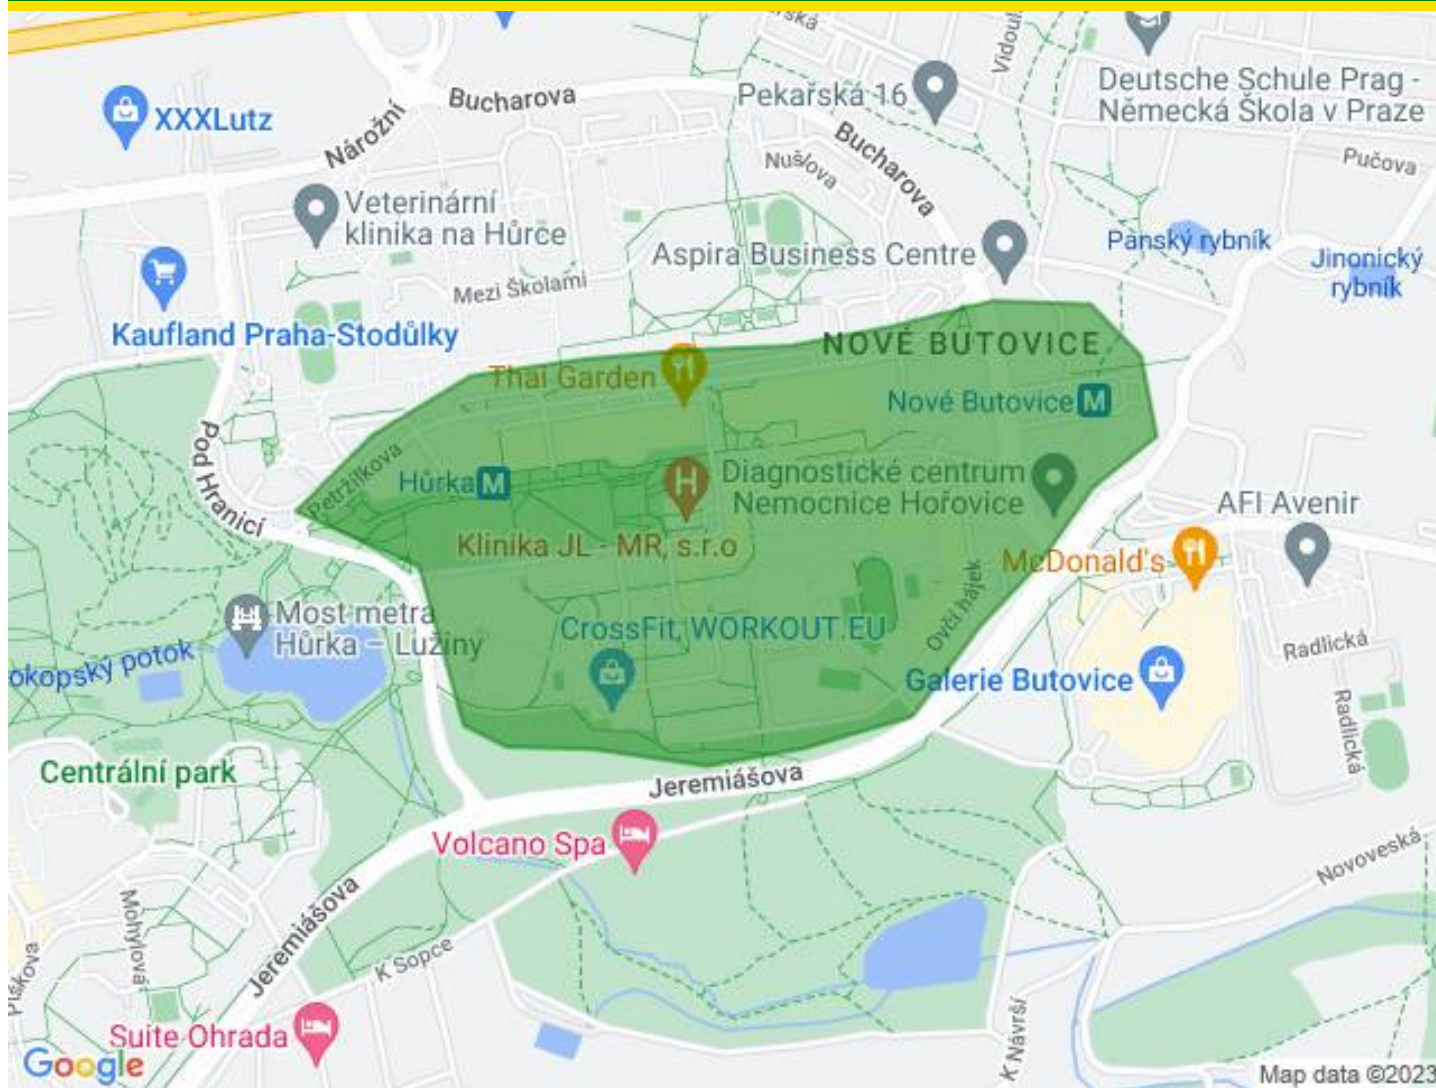 Bucharova
Pekařská 16
Deutsche Schule Prag -
Německá Škola v Praze
XXXLutz
Nárožní
Bucharova
Nušlova
Pučova
Veterinární
klinika na Hůrce
Aspira Business Centre
Panský rybník
Jinonický
rybník
Mezi Školami
Kaufland Praha-Stodůlky
NOVÉ BUTOVICE
Thai Garden
Nové Butovice M
Pod Hranicí
Petržílkova
Hůrka M
H
Diagnostické centrum
Nemocnice Hořovice
AFI Avenir
Klinika JL - MR, s.r.o
McDonald's
Ovčí hájek
Most metra
Hůrka – Lužiny
CrossFit, WORKOUT.EU
okopský potok
Galerie Butovice
Radlická
Radlická
Centrální park
Jeremiášova
Volcano Spa
Novoveská
Mohylová
Jeremiášova
K Sopce
Píškova
Suite Ohrada
K Návrší
Google
Map data ©2023